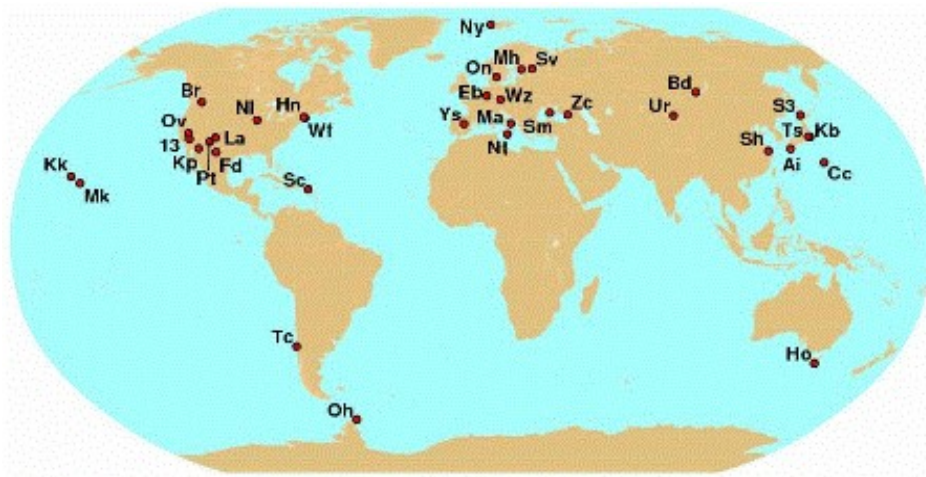 Ny
Mh Sv
On
Bd
Br
Eb Wz
Nl Hn
Ur
Zc
S3
Ys
Ma Sm
Wf
Ov
La
Ts Kb
13
Nt
Sh
Kp
Fd
Ai
Kk
Pt
Cc
Mk
Sc
Tc
Ho
Oh